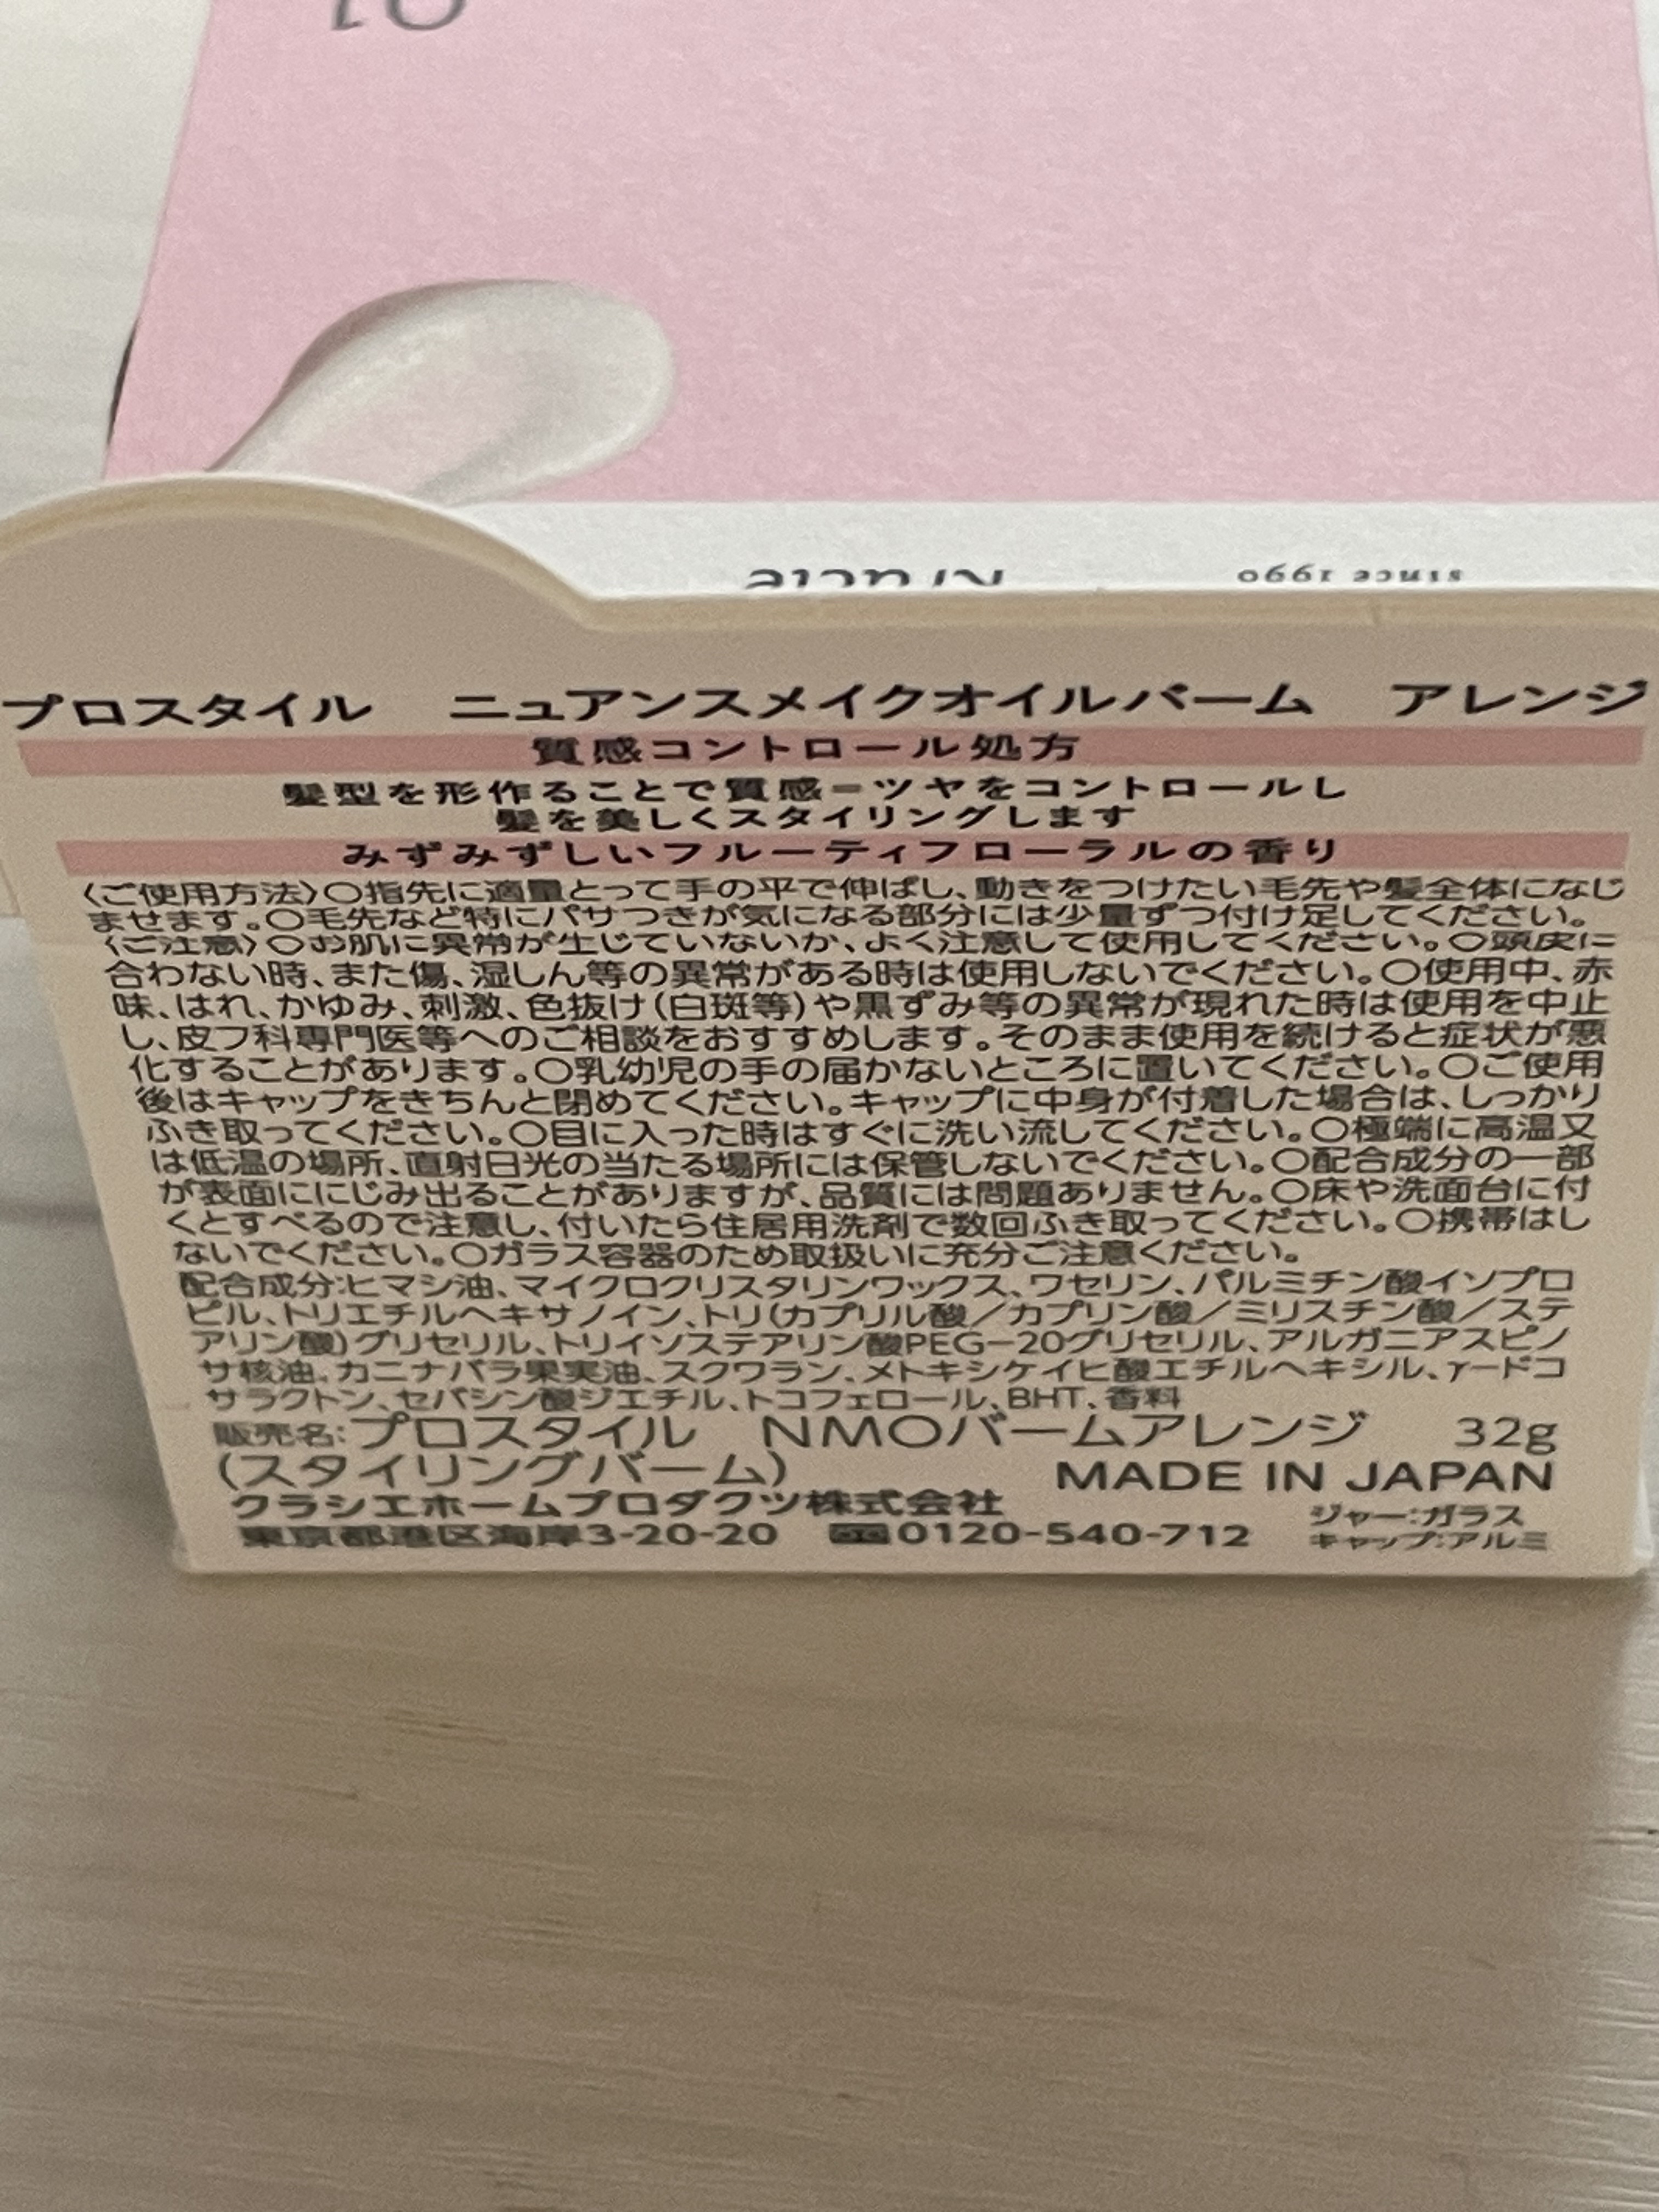 プロスタイル　ニュアンスメイクオイルバーム　アレンジ
質感コントロール処方
髪型を形作ることで質感=ツヤをコントロールし
髪を美しくスタイリングします
みずみずしいフルーティフローラルの香り
〈ご使用方法〉○指先に適量とって手の平で伸ばし、動きをつけたい毛先や髪全体になじ
ませます。○毛先など特にパサつきが気になる部分には少量ずつ付け足してください。
〈ご注意〉○お肌に異常が生じていないか、よく注意して使用してください。○頭皮に
合わない時、また傷、湿しん等の異常がある時は使用しないでください。○使用中、赤
味、はれ、かゆみ、刺激、色抜け(白斑等)や黒ずみ等の異常が現れた時は使用を中止
し、皮フ科専門医等へのご相談をおすすめします。そのまま使用を続けると症状が悪
化することがあります。○乳幼児の手の届かないところに置いてください。○ご使用
後はキャップをきちんと閉めてください。キャップに中身が付着した場合は、しっかり
ふき取ってください。○目に入った時はすぐに洗い流してください。○極端に高温又
は低温の場所、直射日光の当たる場所には保管しないでください。○配合成分の一部
が表面ににじみ出ることがありますが、品質には問題ありません。○床や洗面台に付
くとすべるので注意し、付いたら住居用洗剤で数回ふき取ってください。○携帯はし
ないでください。○ガラス容器のため取扱いに充分ご注意ください。
配合成分:ヒマシ油、マイクロクリスタリンワックス、ワセリン、パルミチン酸イソプロ
ピル、トリエチルヘキサノイン、トリ(カプリル酸/カプリン酸/ミリスチン酸/ステ
アリン酸)グリセリル、トリイソステアリン酸PEG-20グリセリル、アルガニアスピノ
サ核油、カニナバラ果実油、スクワラン、メトキシケイヒ酸エチルヘキシル、γ-ドコ
サラクトン、セバシン酸ジエチル、トコフェロール、BHT、香料
販売名:プロスタイル　NMOバームアレンジ　32g
(スタイリングバーム)　MADE IN JAPAN
クラシエホームプロダクツ株式会社
東京都港区海岸3-20-20　0120-540-712
ジャー:ガラス
キャップ:アルミ
since 1990